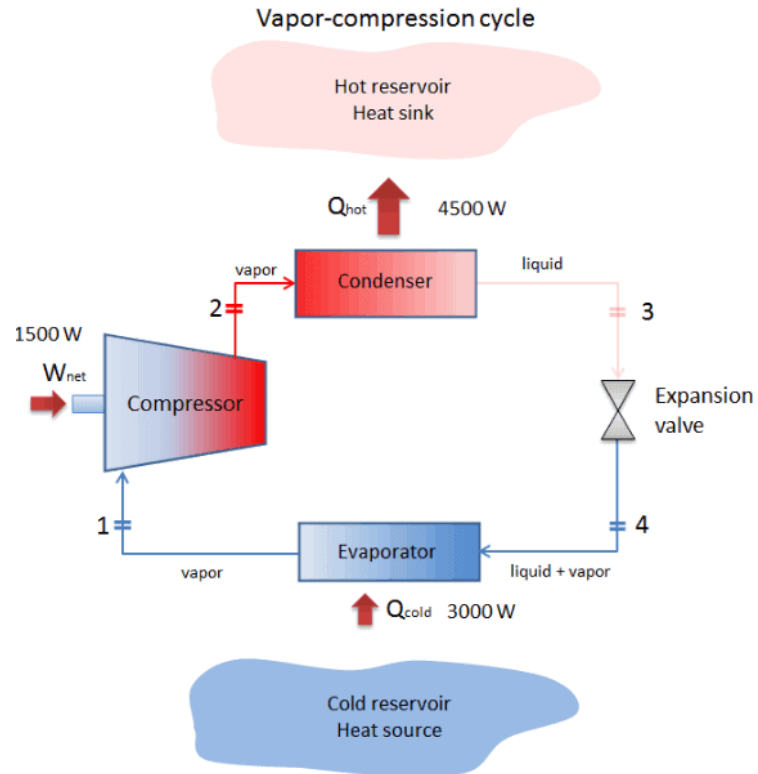 Vapor-compression cycle
Hot reservoir
Heat sink
Qhot 4500 W
vapor
Condenser
liquid
2
3
1500 W
Wnet
Compressor
Expansion
valve
1
4
Evaporator
vapor
liquid + vapor
Qcold 3000 W
Cold reservoir
Heat source